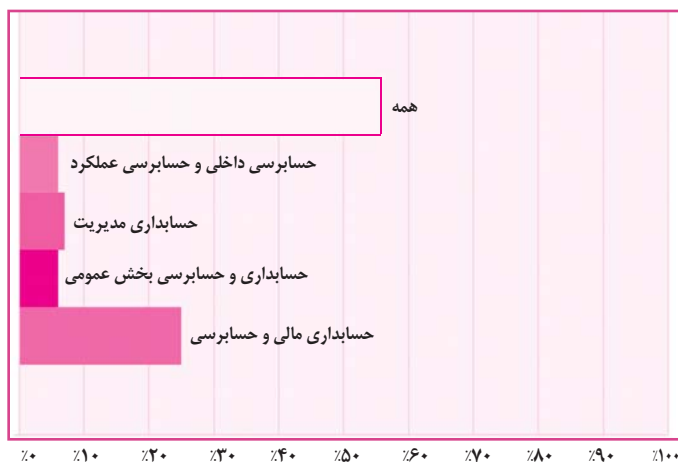 همه
حسابرسی داخلی و حسابرسی عملکرد
حسابداری مدیریت
حسابداری و حسابرسی بخش عمومی
حسابداری مالی و حسابرسی
٪۰ ٪۱۰ ٪۲۰ ٪۳۰ ٪۴۰ ٪۵۰ ٪۶۰ ٪۷۰ ٪۸۰ ٪۹۰ ٪۱۰۰